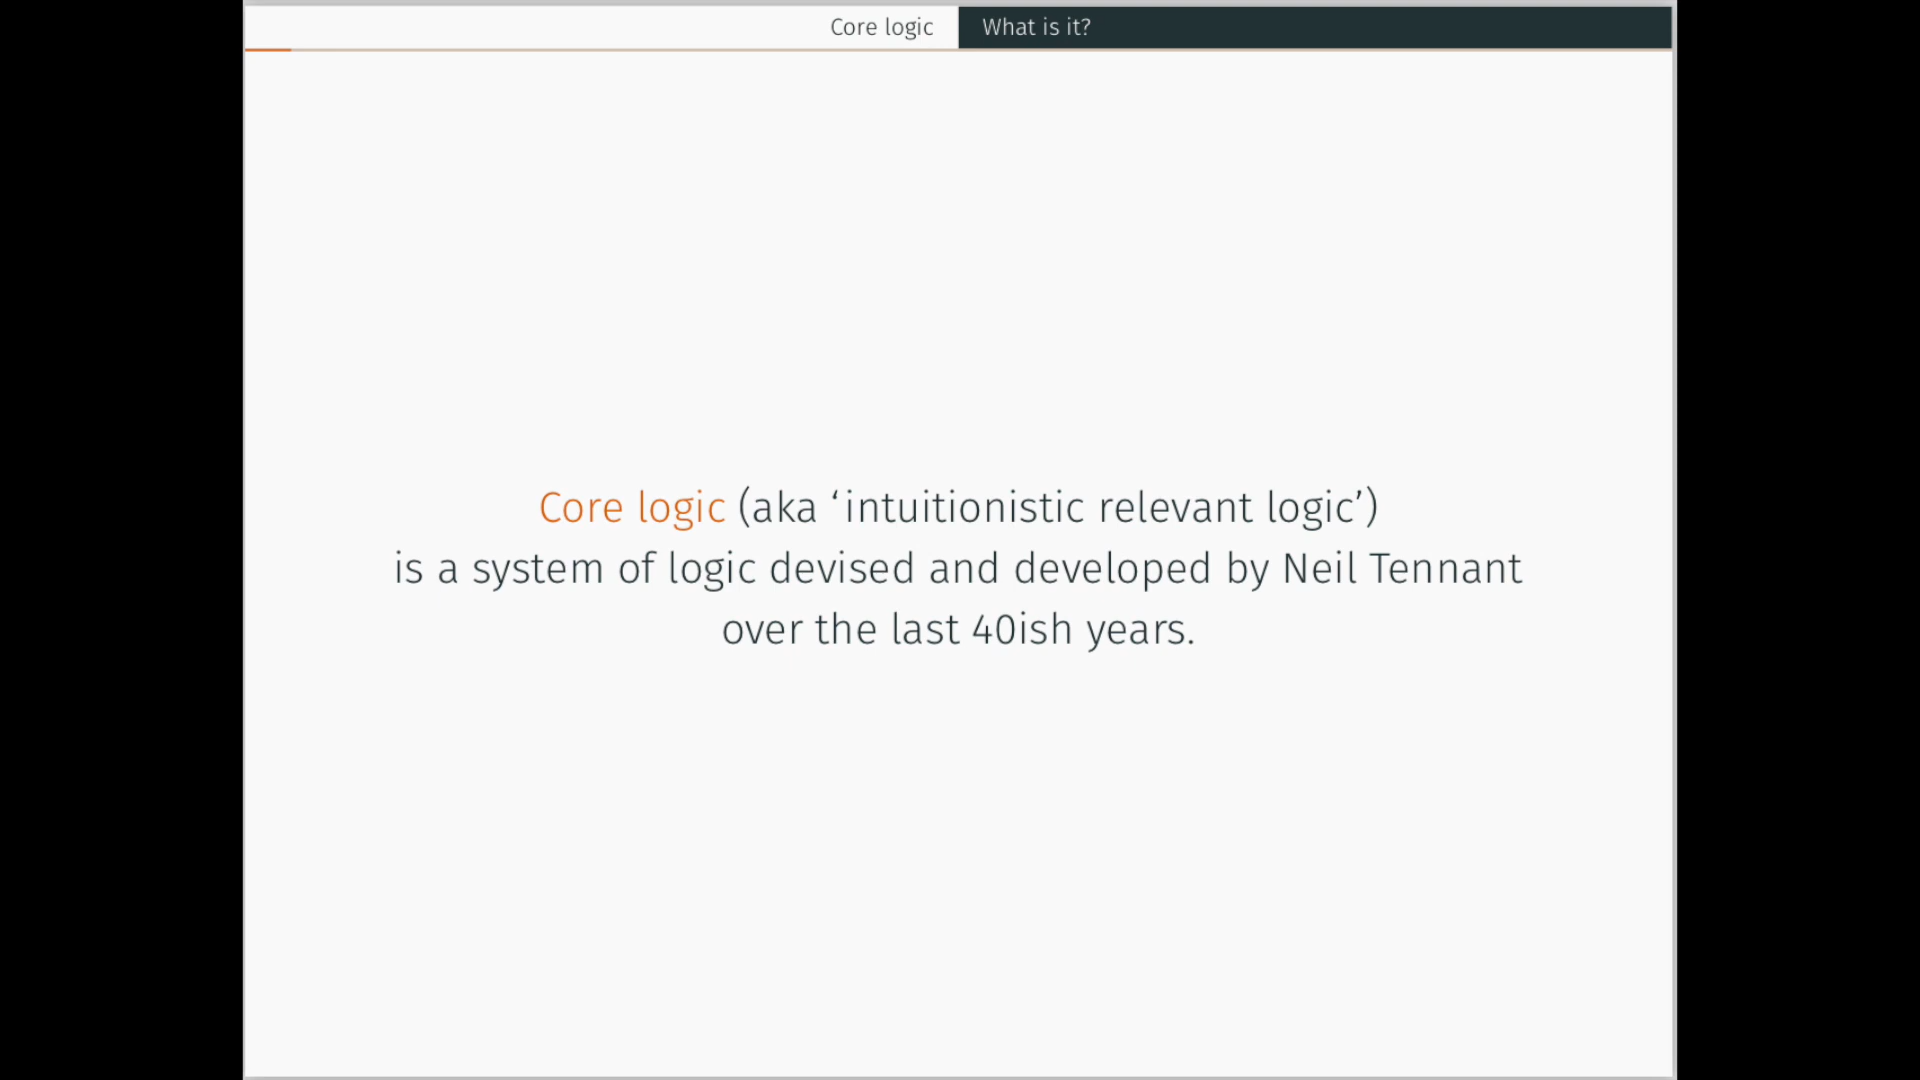 Core logic
What is it?
Core logic (aka ‘intuitionistic relevant logic’)
is a system of logic devised and developed by Neil Tennant
over the last 40ish years.